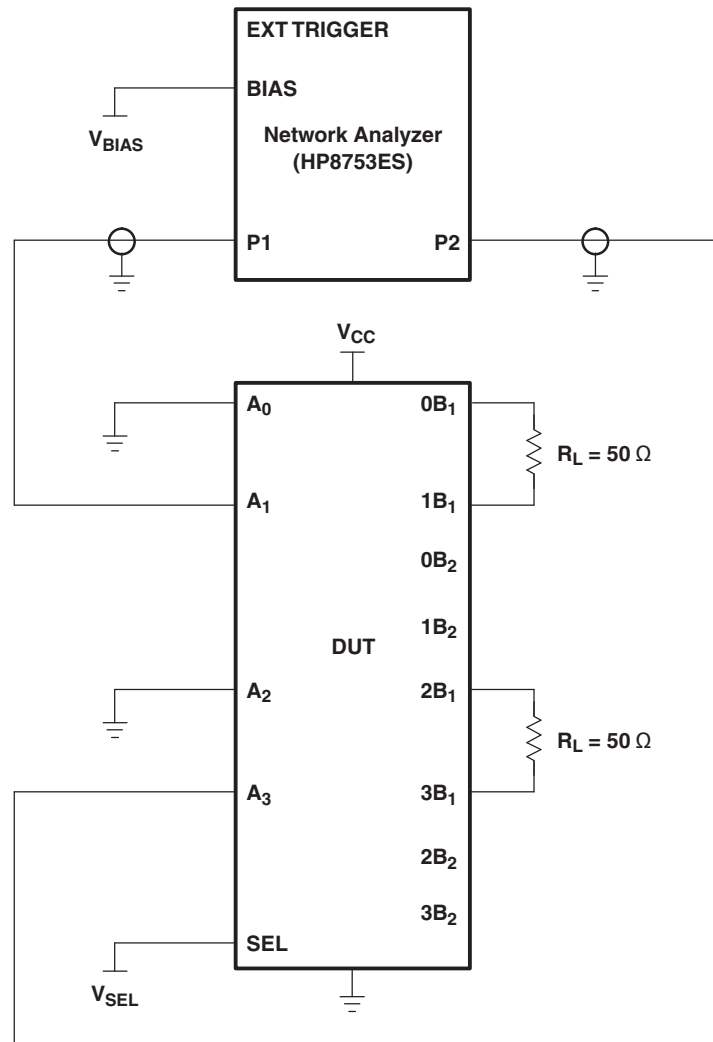 EXT TRIGGER
BIAS
V_BIAS
Network Analyzer
(HP8753ES)
P1
P2
V_CC
A_0
0B_1
R_L = 50 Ω
A_1
1B_1
0B_2
1B_2
DUT
A_2
2B_1
R_L = 50 Ω
A_3
3B_1
2B_2
3B_2
SEL
V_SEL